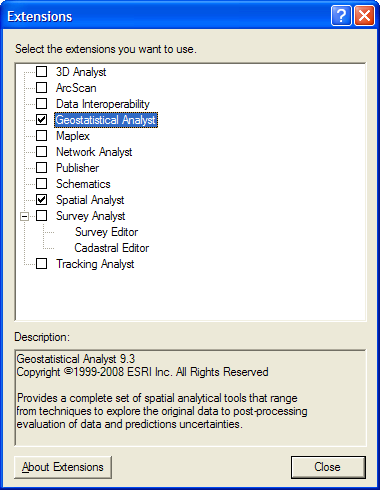 Extensions
Select the extensions you want to use.
3D Analyst
ArcScan
Data Interoperability
Geostatistical Analyst
Maplex
Network Analyst
Publisher
Schematics
Spatial Analyst
Survey Analyst
Survey Editor
Cadastral Editor
Tracking Analyst
Description:
Geostatistical Analyst 9.3
Copyright ©1999-2008 ESRI Inc. All Rights Reserved
Provides a complete set of spatial analytical tools that range
from techniques to explore the original data to post-processing
evaluation of data and predictions uncertainties.
About Extensions
Close